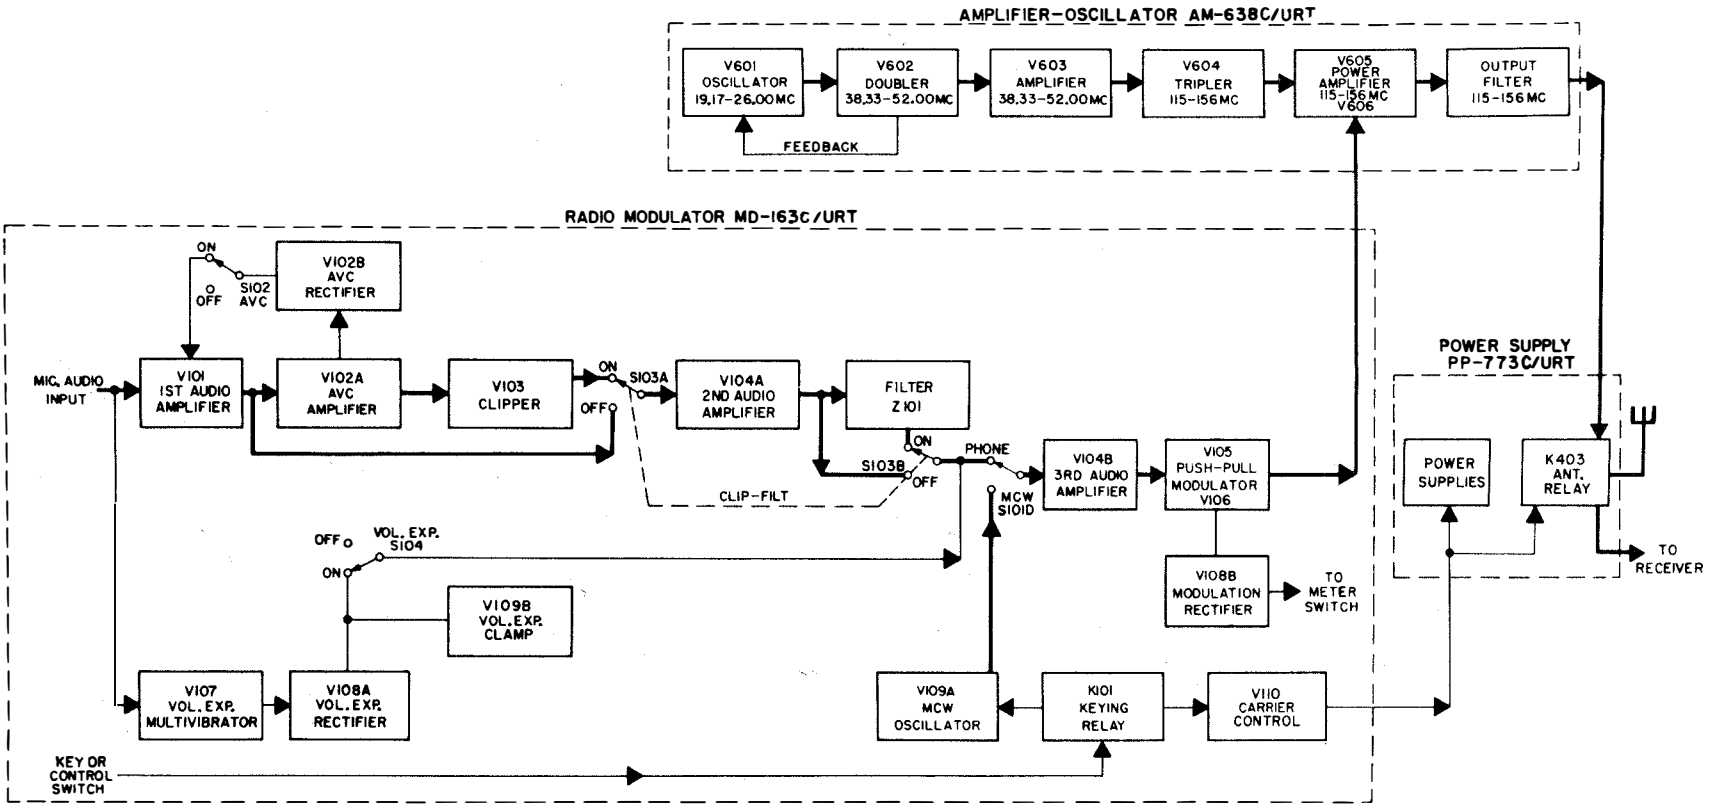 AMPLIFIER-OSCILLATOR AM-638C/URT
V601
OSCILLATOR
19.17-26.00MC
V602
DOUBLER
38.33-52.00MC
V603
AMPLIFIER
38.33-52.00MC
V604
TRIPLER
115-156MC
V605
POWER
AMPLIFIER
115-156MC
V606
OUTPUT
FILTER
115-156MC
FEEDBACK
RADIO MODULATOR MD-163C/URT
ON
OFF
S102
AVC
V102B
AVC
RECTIFIER
MIC. AUDIO
INPUT
V101
1ST AUDIO
AMPLIFIER
V102A
AVC
AMPLIFIER
V103
CLIPPER
ON
S103A
OFF
V104A
2ND AUDIO
AMPLIFIER
FILTER
Z101
ON
S103B
OFF
CLIP-FILT
PHONE
MCW
S101D
V104B
3RD AUDIO
AMPLIFIER
V105
PUSH-PULL
MODULATOR
V106
V108B
MODULATION
RECTIFIER
TO
METER
SWITCH
POWER SUPPLY
PP-773C/URT
POWER
SUPPLIES
K403
ANT.
RELAY
TO
RECEIVER
OFF
VOL. EXP.
S104
ON
V109B
VOL. EXP.
CLAMP
V107
VOL. EXP.
MULTIVIBRATOR
V108A
VOL. EXP.
RECTIFIER
V109A
MCW
OSCILLATOR
K101
KEYING
RELAY
V110
CARRIER
CONTROL
KEY OR
CONTROL
SWITCH